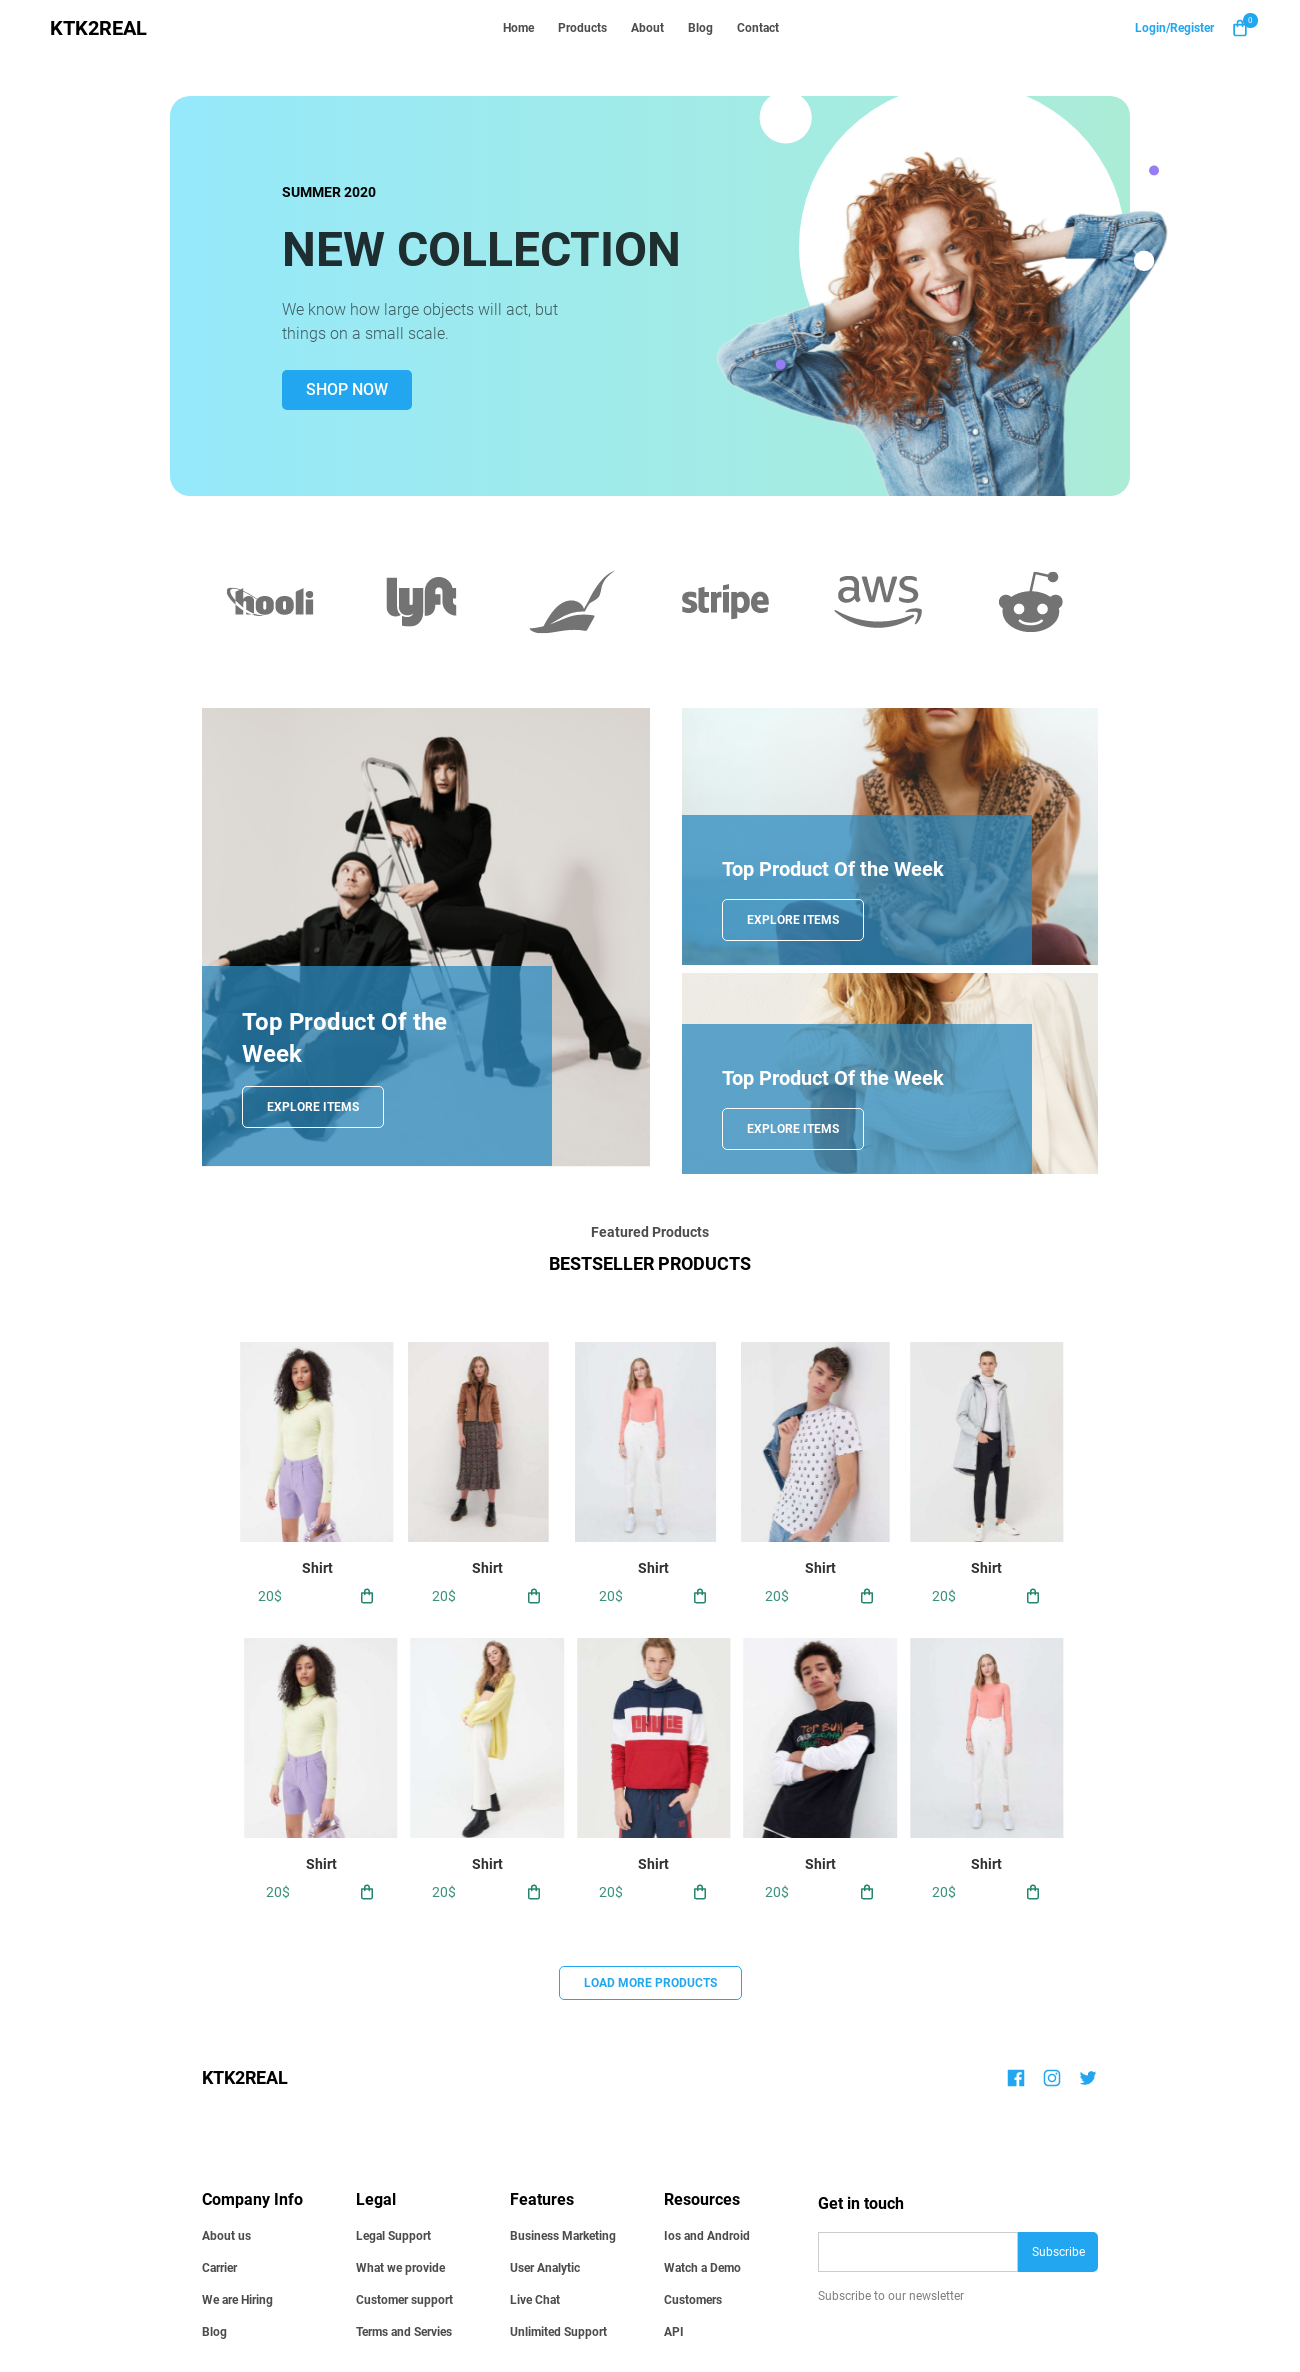 KTK2REAL
Home Products About Blog Contact
Login/Register 0
SUMMER 2020
NEW COLLECTION
We know how large objects will act, but
things on a small scale.
SHOP NOW
hooli lyft stripe aws
Top Product Of the
Week
EXPLORE ITEMS
Top Product Of the Week
EXPLORE ITEMS
Top Product Of the Week
EXPLORE ITEMS
Featured Products
BESTSELLER PRODUCTS
Shirt Shirt Shirt Shirt Shirt
20$ 20$ 20$ 20$ 20$
Shirt Shirt Shirt Shirt Shirt
20$ 20$ 20$ 20$ 20$
LOAD MORE PRODUCTS
KTK2REAL
Company Info
About us
Carrier
We are Hiring
Blog
Legal
Legal Support
What we provide
Customer support
Terms and Servies
Features
Business Marketing
User Analytic
Live Chat
Unlimited Support
Resources
Ios and Android
Watch a Demo
Customers
API
Get in touch
Subscribe
Subscribe to our newsletter